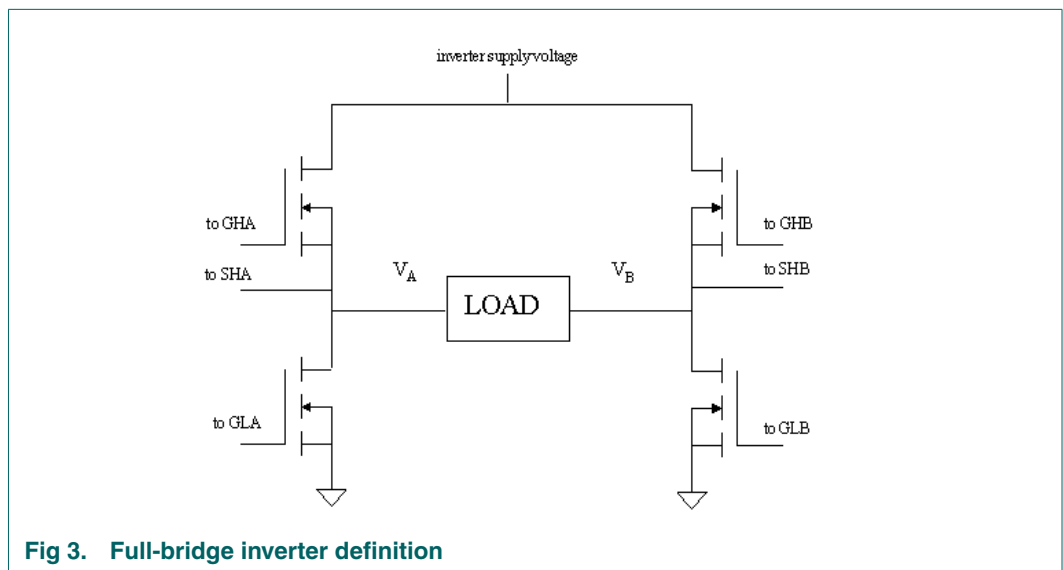 inverter supply voltage
to GHA
to GHB
to SHA
V_A
V_B
to SHB
LOAD
to GLA
to GLB
Fig 3. Full-bridge inverter definition